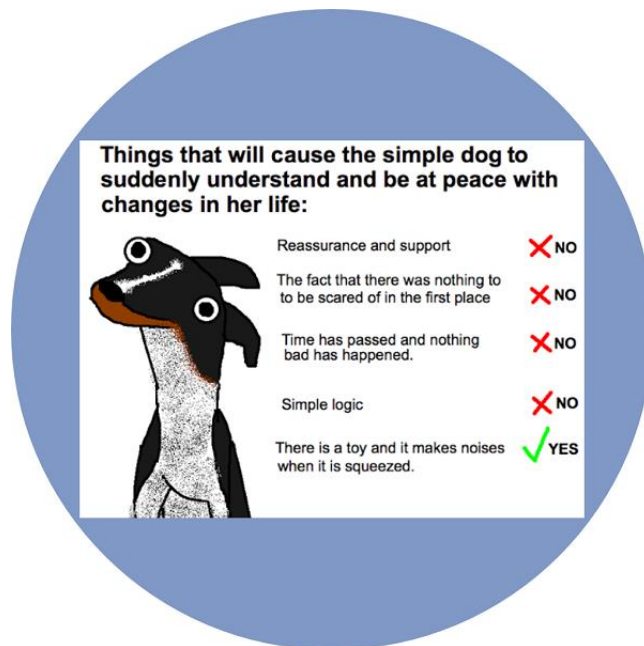 Things that will cause the simple dog to
suddenly understand and be at peace with
changes in her life:
Reassurance and support
NO
The fact that there was nothing to
to be scared of in the first place
NO
Time has passed and nothing
bad has happened.
NO
Simple logic
NO
There is a toy and it makes noises
when it is squeezed.
YES